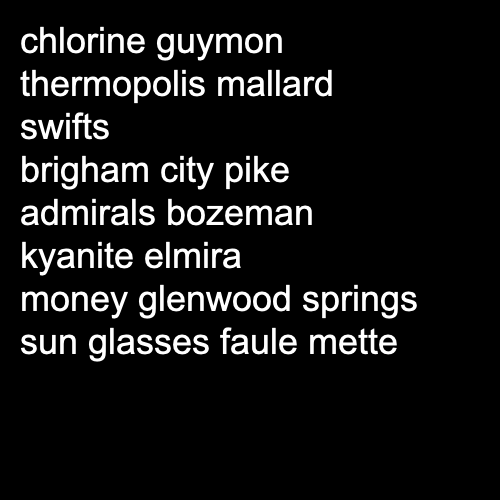 chlorine guymon
thermopolis mallard
swifts
brigham city pike
admirals bozeman
kyanite elmira
money glenwood springs
sun glasses faule mette